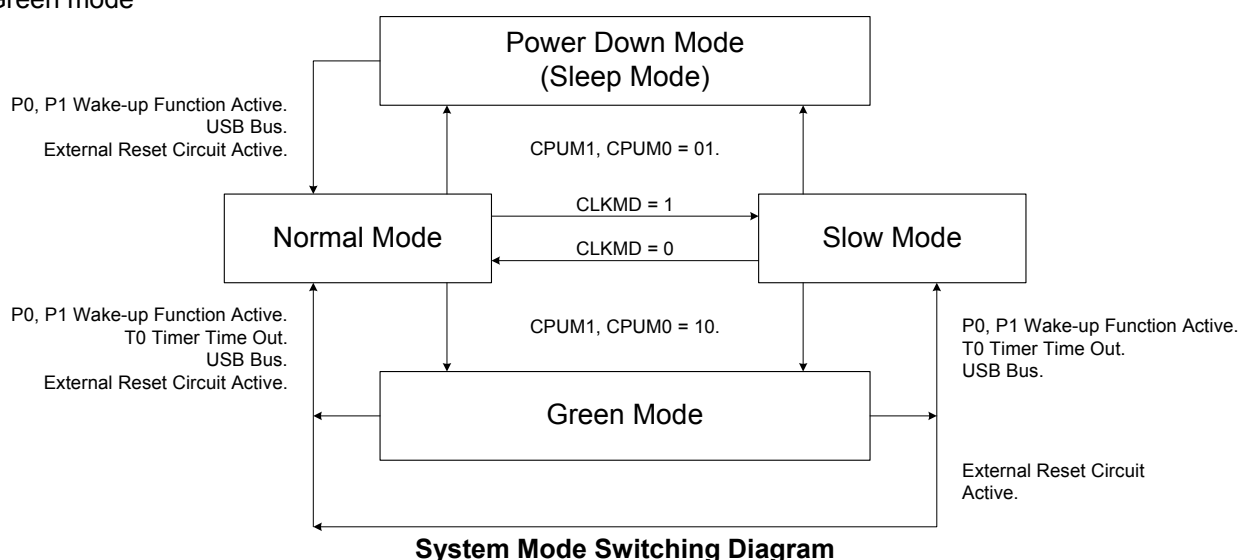 Green mode
Power Down Mode
(Sleep Mode)
P0, P1 Wake-up Function Active.
USB Bus.
External Reset Circuit Active.
CPUM1, CPUM0 = 01.
CLKMD = 1
Normal Mode
Slow Mode
CLKMD = 0
P0, P1 Wake-up Function Active.
T0 Timer Time Out.
USB Bus.
External Reset Circuit Active.
CPUM1, CPUM0 = 10.
P0, P1 Wake-up Function Active.
T0 Timer Time Out.
USB Bus.
Green Mode
External Reset Circuit
Active.
System Mode Switching Diagram